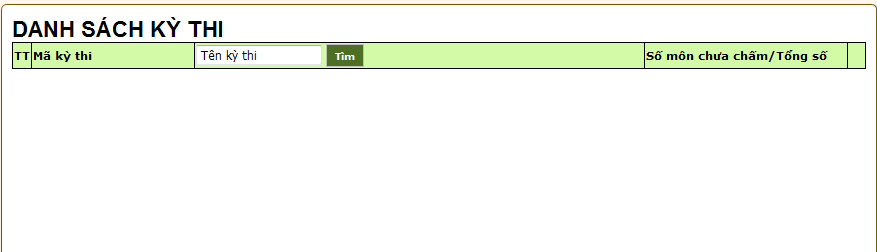 DANH SÁCH KỲ THI
TT Mã kỳ thi Tên kỳ thi Tìm Số môn chưa chấm/Tổng số